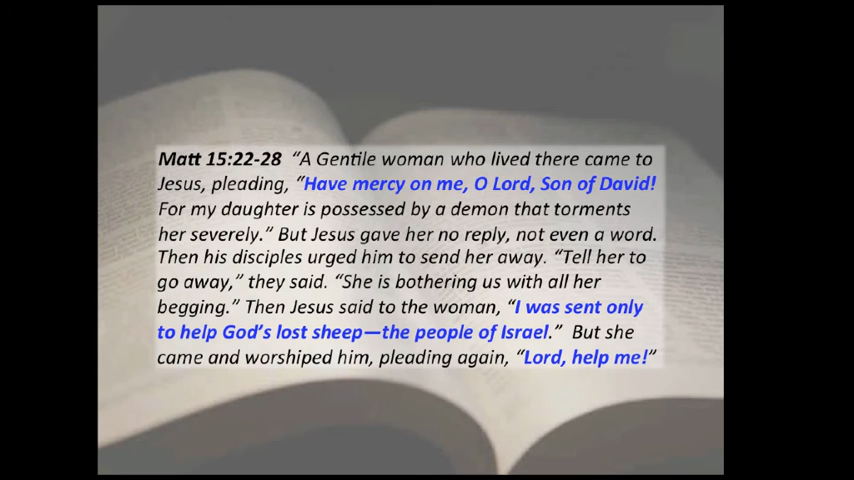 Matt 15:22-28 “A Gentile woman who lived there came to
Jesus, pleading, “Have mercy on me, O Lord, Son of David!
For my daughter is possessed by a demon that torments
her severely.” But Jesus gave her no reply, not even a word.
Then his disciples urged him to send her away. “Tell her to
go away,” they said. “She is bothering us with all her
begging.” Then Jesus said to the woman, “I was sent only
to help God’s lost sheep—the people of Israel.” But she
came and worshiped him, pleading again, “Lord, help me!”